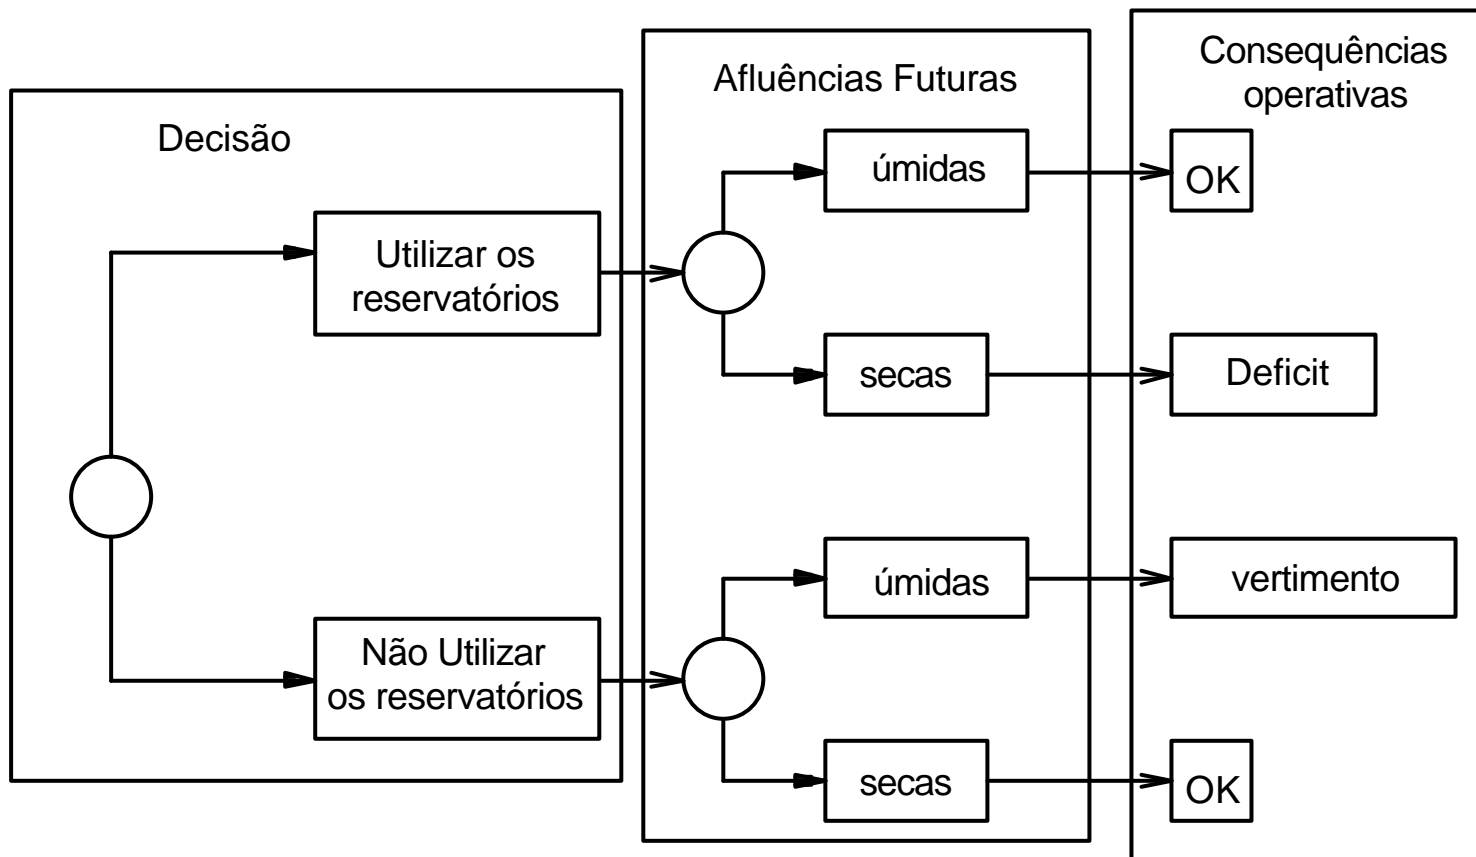 Decisão
Utilizar os
reservatórios
Não Utilizar
os reservatórios
Afluências Futuras
úmidas
secas
úmidas
secas
Consequências
operativas
OK
Deficit
vertimento
OK